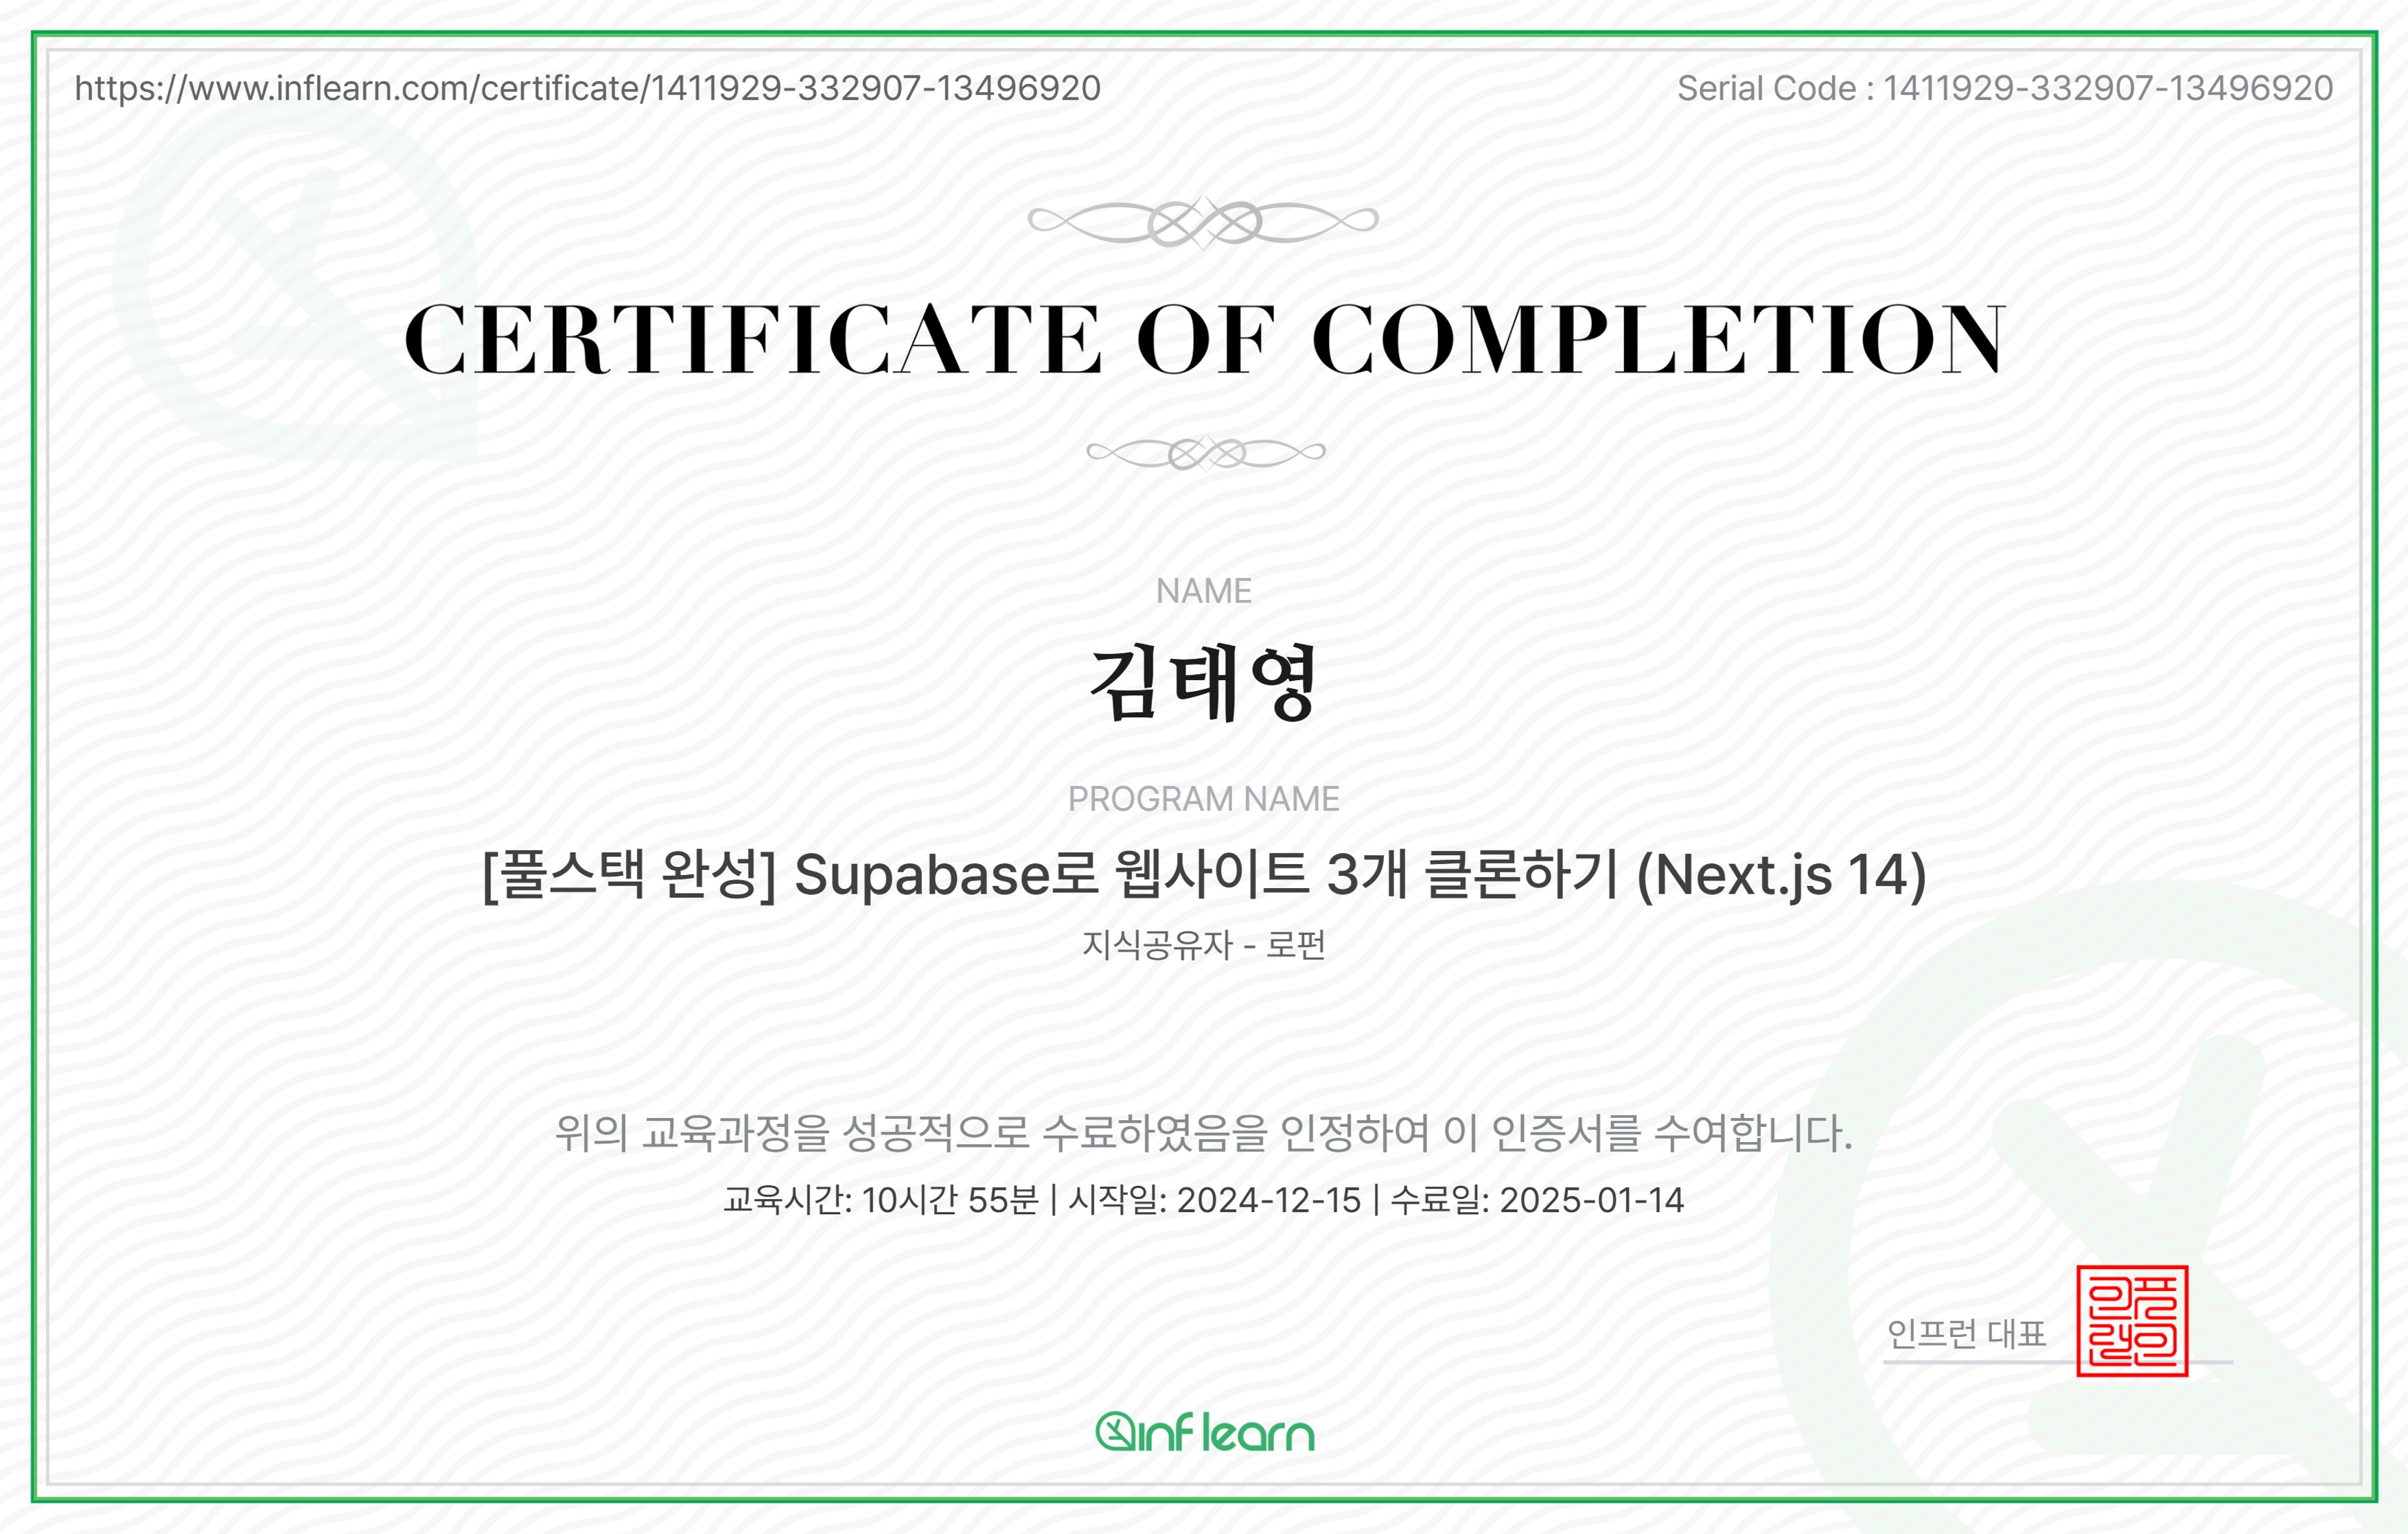 https://www.inflearn.com/certificate/1411929-332907-13496920
Serial Code : 1411929-332907-13496920
CERTIFICATE OF COMPLETION
NAME
김태영
PROGRAM NAME
[풀스택 완성] Supabase로 웹사이트 3개 클론하기 (Next.js 14)
지식공유자 - 로펀
위의 교육과정을 성공적으로 수료하였음을 인정하여 이 인증서를 수여합니다.
교육시간: 10시간 55분 | 시작일: 2024-12-15 | 수료일: 2025-01-14
인프런 대표
인프
런인
inflearn